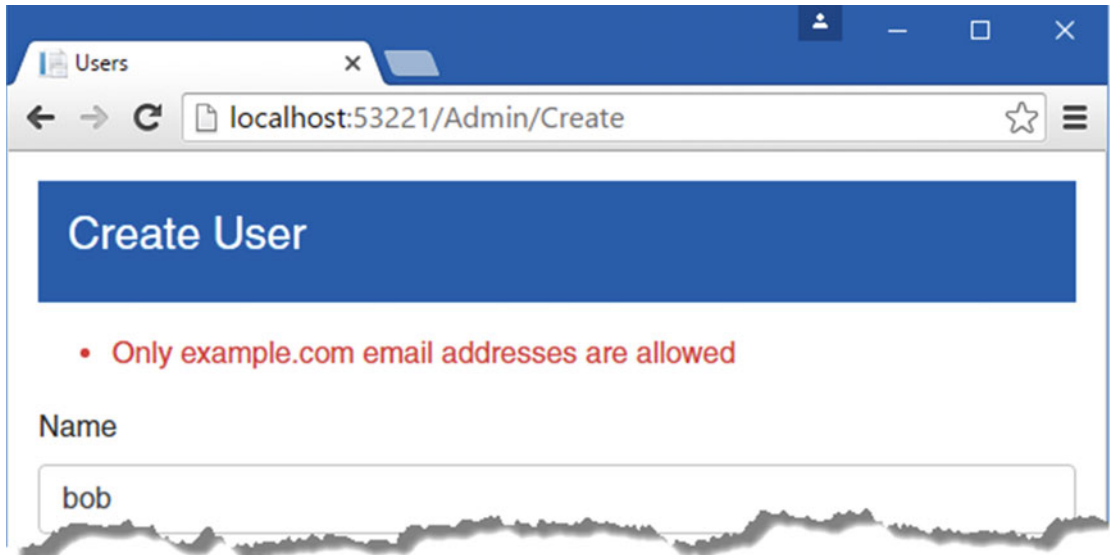 Users
localhost:53221/Admin/Create
Create User
• Only example.com email addresses are allowed
Name
bob